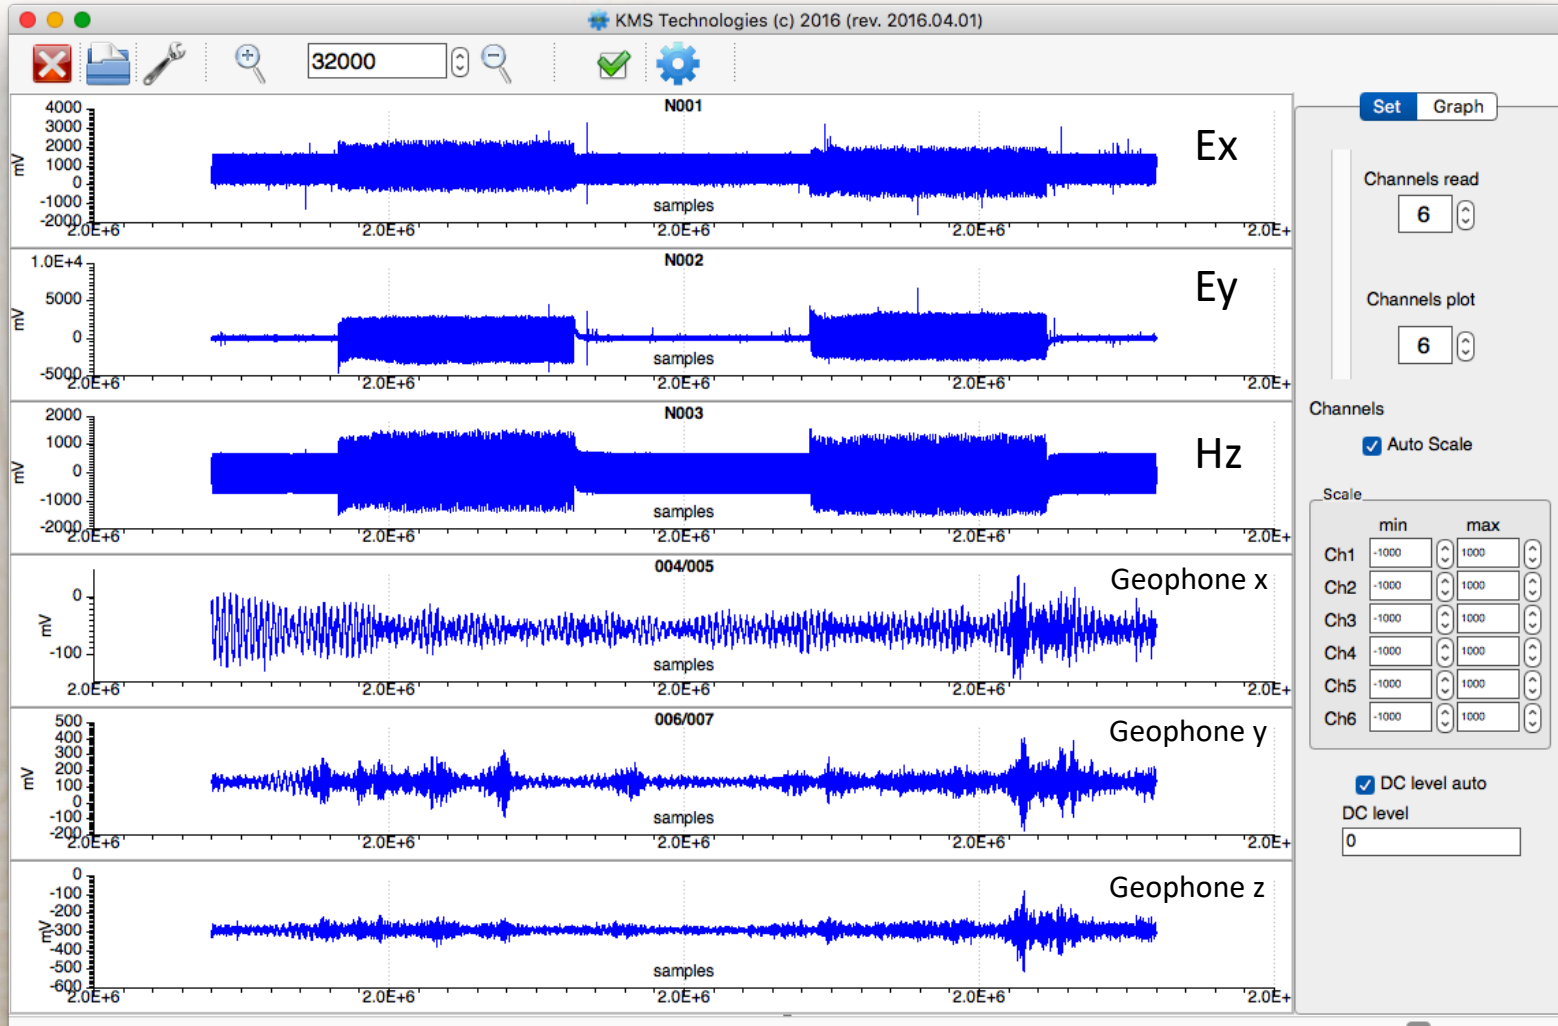 KMS Technologies (c) 2016 (rev. 2016.04.01)
32000
Set Graph
N001
Ex
4000
3000
2000
1000
0
-1000
-2000
mV
samples
2.0E+6 2.0E+6 2.0E+6 2.0E+6 2.0E+
N002
Ey
1.0E+4
5000
0
-5000
mV
samples
2.0E+6 2.0E+6 2.0E+6 2.0E+6 2.0E+
N003
Hz
2000
1000
0
-1000
-2000
mV
samples
2.0E+6 2.0E+6 2.0E+6 2.0E+6 2.0E+
004/005
Geophone x
0
-100
mV
samples
2.0E+6 2.0E+6 2.0E+6 2.0E+6 2.0E+
006/007
Geophone y
500
400
300
200
100
0
-100
-200
mV
samples
2.0E+6 2.0E+6 2.0E+6 2.0E+6 2.0E+
Geophone z
0
-100
-200
-300
-400
-500
-600
mV
samples
2.0E+6 2.0E+6 2.0E+6 2.0E+6 2.0E+
Channels read
6
Channels plot
6
Channels
Auto Scale
Scale
min max
Ch1 -1000 1000
Ch2 -1000 1000
Ch3 -1000 1000
Ch4 -1000 1000
Ch5 -1000 1000
Ch6 -1000 1000
DC level auto
DC level
0